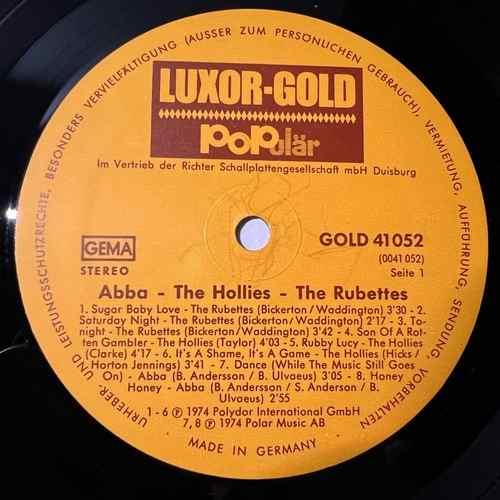 URHEBER- UND LEISTUNGSSCHUTZRECHTE, BESONDERS VERVIELFÄLTIGUNG (AUSSER ZUM PERSÖNLICHEN GEBRAUCH), VERMIETUNG, AUFFÜHRUNG, SENDUNG, VORBEHALTEN
LUXOR-GOLD
POPulär
Im Vertrieb der Richter Schallplattengesellschaft mbH Duisburg
GEMA
STEREO
GOLD 41 052
(0041 052)
Seite 1
Abba - The Hollies - The Rubettes
1. Sugar Baby Love - The Rubettes (Bickerton/Waddington) 3'30 - 2.
Saturday Night - The Rubettes (Bickerton/Waddington) 2'17 - 3. To-
night - The Rubettes (Bickerton/Waddington) 3'42 - 4. Son Of A Rot-
ten Gambler - The Hollies (Taylor) 4'03 - 5. Rubby Lucy - The Hollies
(Clarke) 4'17 - 6. It's A Shame, It's A Game - The Hollies (Hicks/
Horton Jennings) 3'41 - 7. Dance (While The Music Still Goes
On) - Abba (B. Andersson / B. Ulvaeus) 3'05 - 8. Honey
Honey - Abba (B. Andersson / S. Anderson / B.
Ulvaeus) 2'55
1 - 6 ℗ 1974 Polydor International GmbH
7, 8 ℗ 1974 Polar Music AB
MADE IN GERMANY